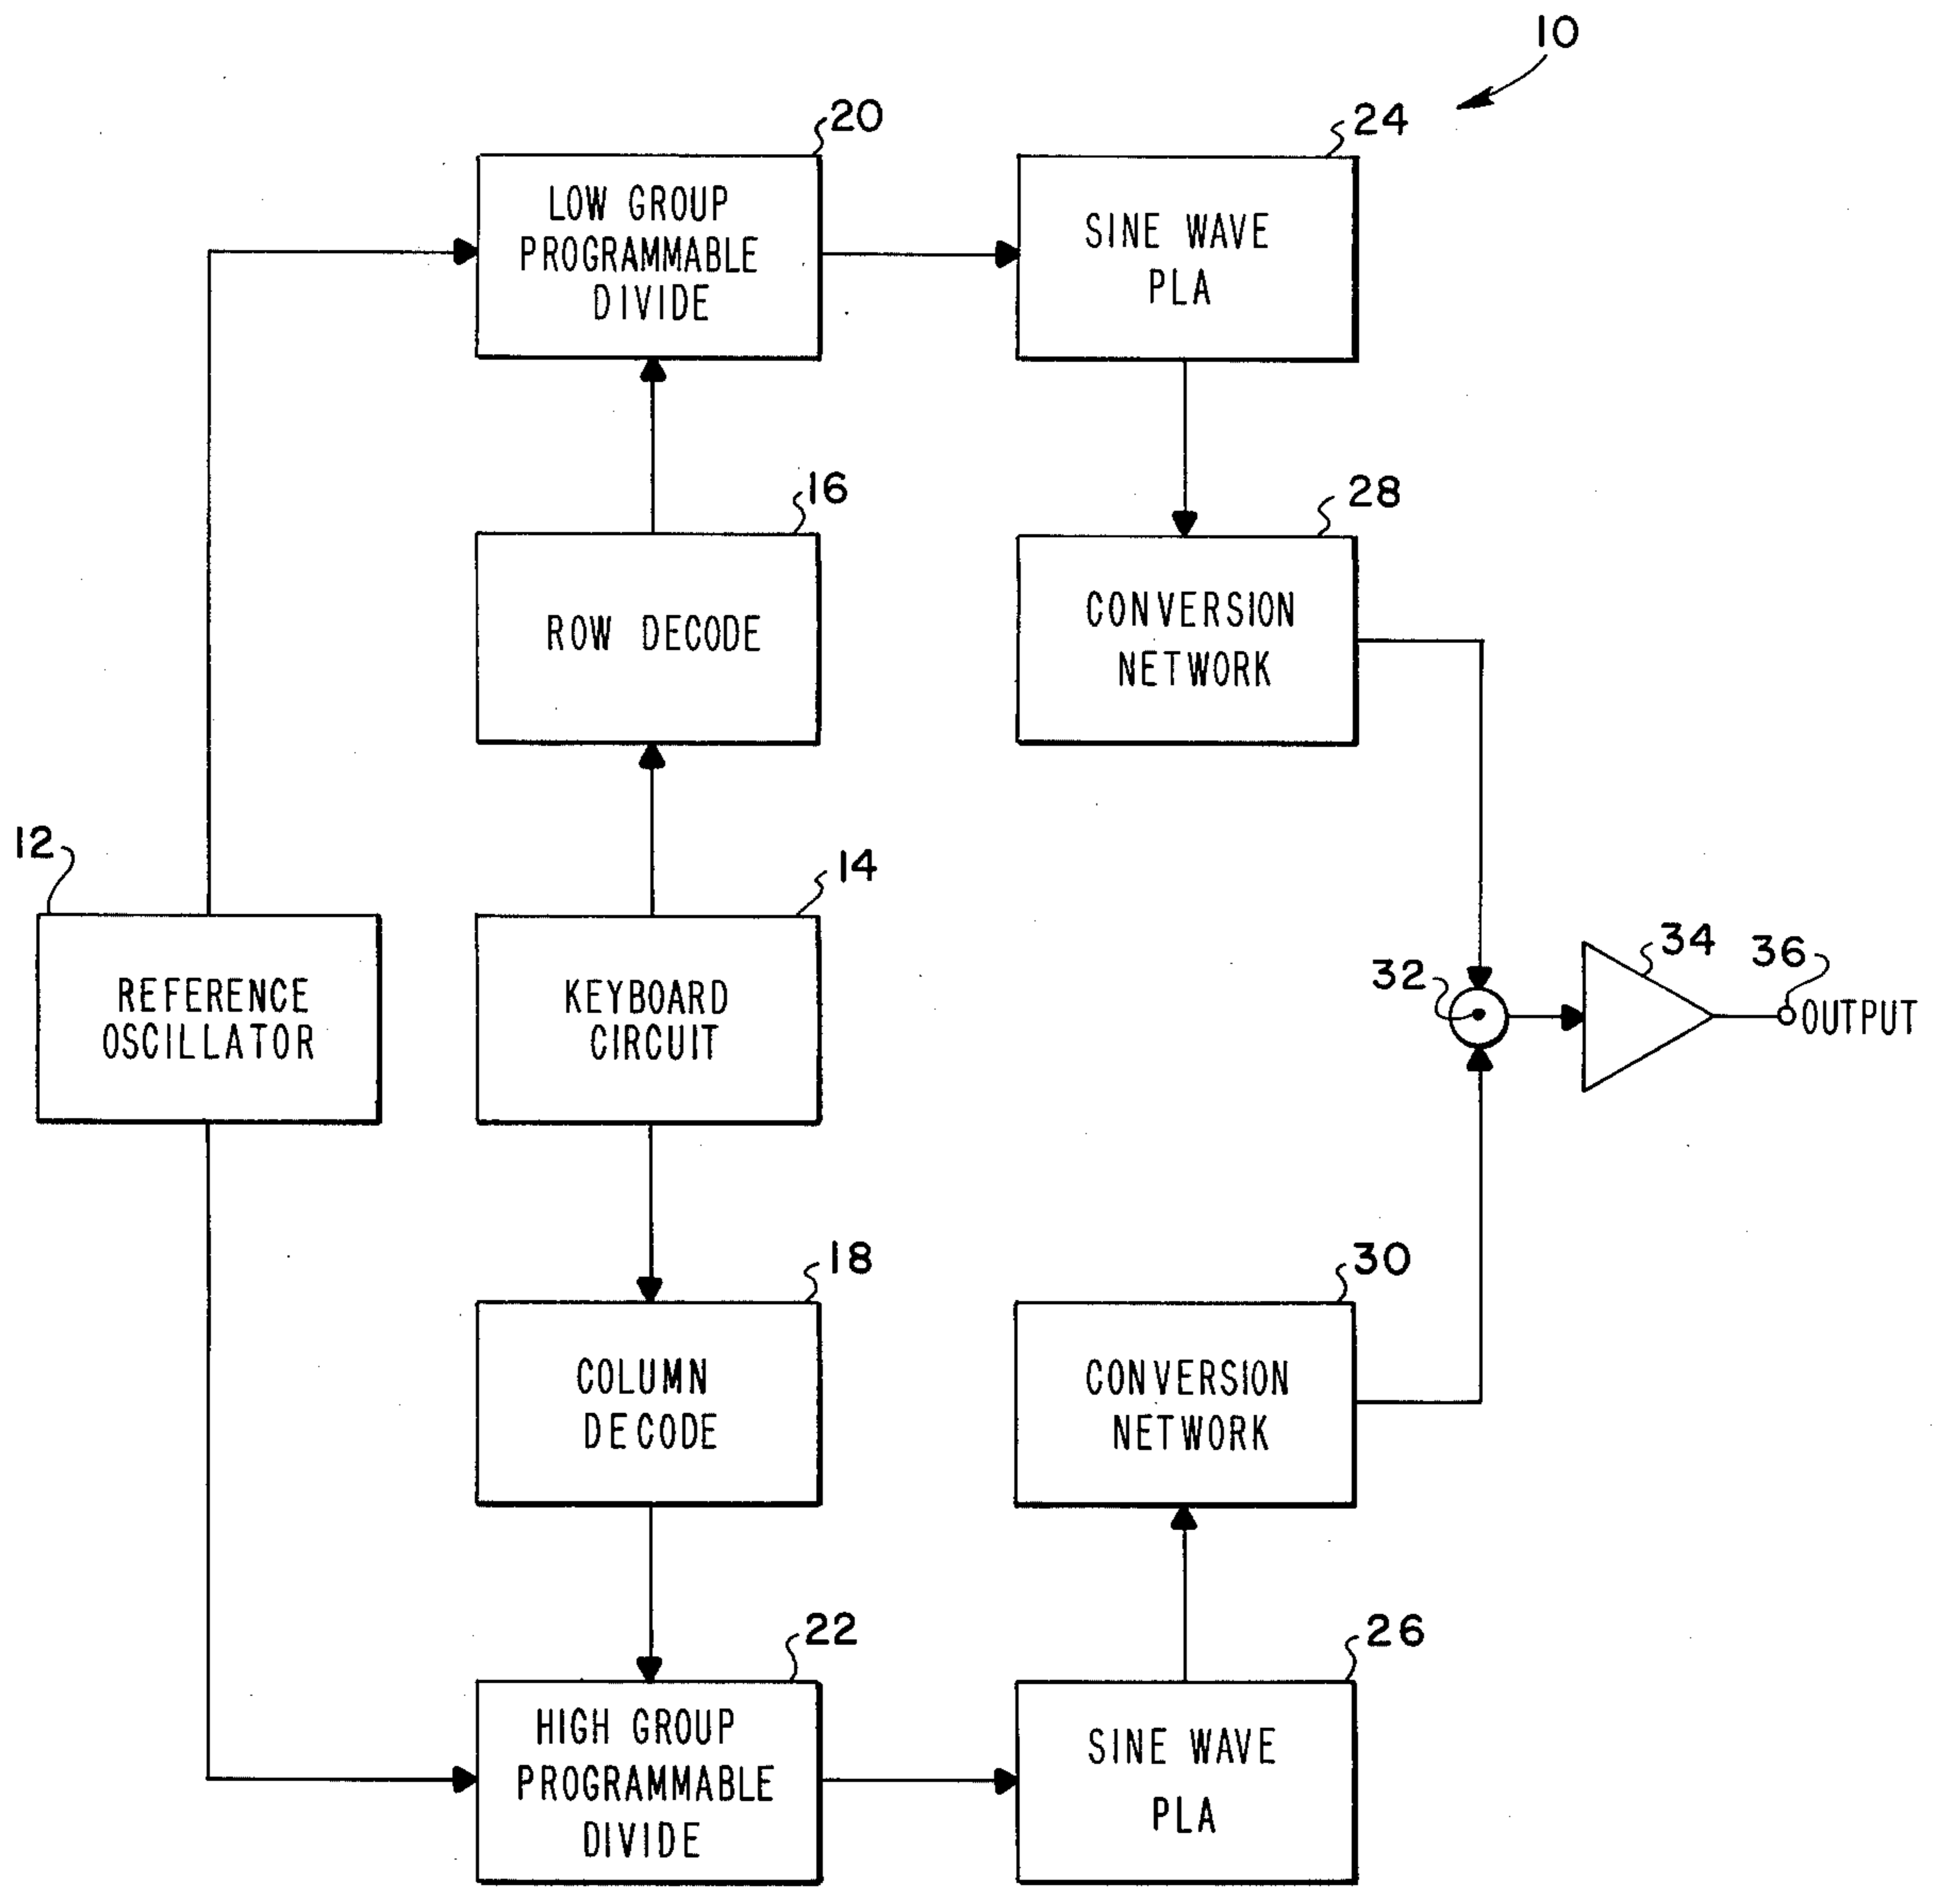 10
20
LOW GROUP
PROGRAMMABLE
DIVIDE
24
SINE WAVE
PLA
16
ROW DECODE
28
CONVERSION
NETWORK
12
REFERENCE
OSCILLATOR
14
KEYBOARD
CIRCUIT
32
34
36
OUTPUT
18
COLUMN
DECODE
30
CONVERSION
NETWORK
22
HIGH GROUP
PROGRAMMABLE
DIVIDE
26
SINE WAVE
PLA